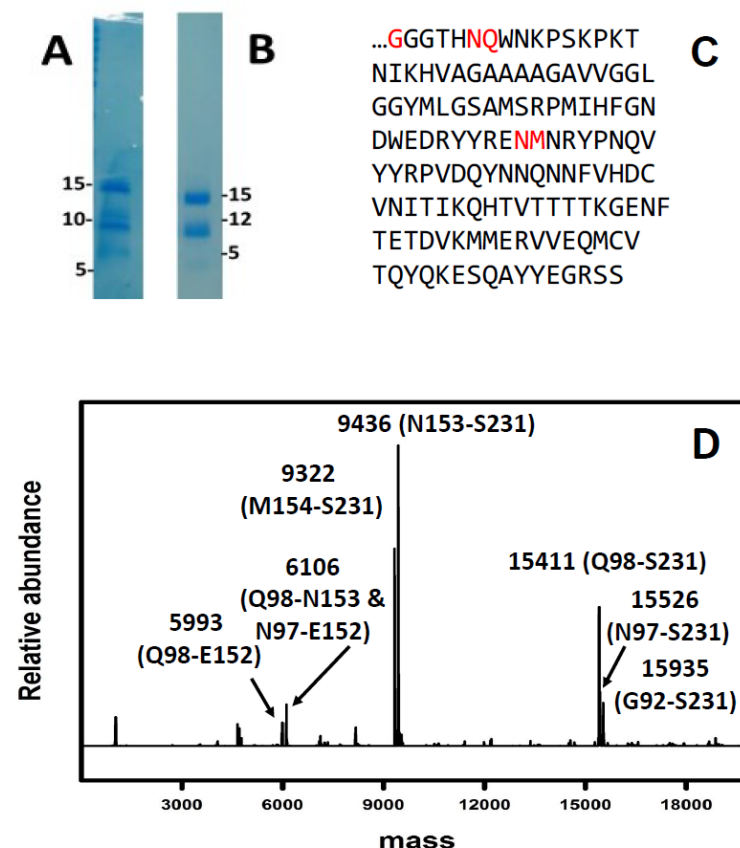 A
15-
10-
5-
B
-15
-12
-5
...GGGTHNQWNKPSKPKT
NIKHVAGAAAAGAVVGGL
GGYMLGSAMSRPMIHFGN
DWEDRYYRENMNRYPNQV
YYRPVDQYNNQNNFVHDC
VNITIKQHTVTTTTKGENF
TETDVKMMERVVEQMCV
TQYQKESQAYYEGRSS
C
D
9436 (N153-S231)
9322
(M154-S231)
6106
(Q98-N153 &
N97-E152)
5993
(Q98-E152)
15411 (Q98-S231)
15526
(N97-S231)
15935
(G92-S231)
Relative abundance
3000 6000 9000 12000 15000 18000
mass